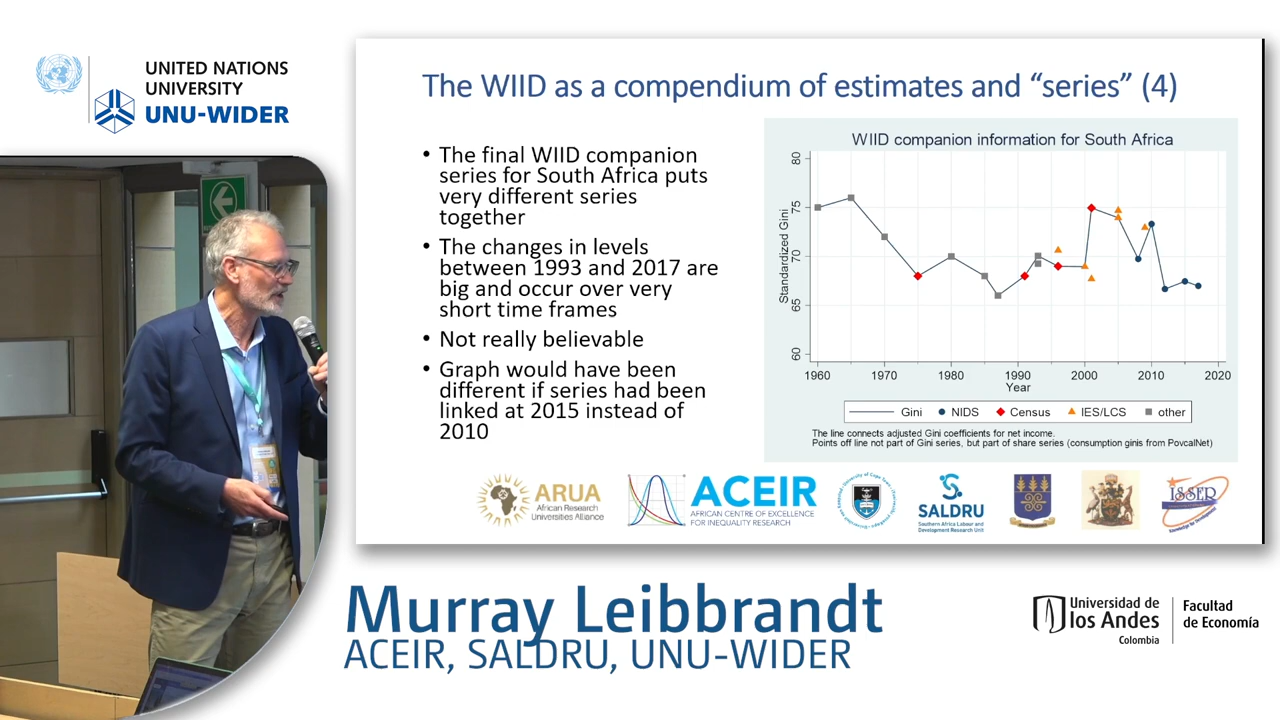 UNITED NATIONS
UNIVERSITY
UNU-WIDER
The WIID as a compendium of estimates and “series” (4)
• The final WIID companion
series for South Africa puts
very different series
together
• The changes in levels
between 1993 and 2017 are
big and occur over very
short time frames
• Not really believable
• Graph would have been
different if series had been
linked at 2015 instead of
2010
WIID companion information for South Africa
Standardized Gini
80
75
70
65
60
1960 1970 1980 1990 2000 2010 2020
Year
Gini NIDS Census IES/LCS other
The line connects adjusted Gini coefficients for net income.
Points off line not part of Gini series, but part of share series (consumption ginis from PovcalNet)
ARUA
African Research
Universities Alliance
ACEIR
AFRICAN CENTRE OF EXCELLENCE
FOR INEQUALITY RESEARCH
SALDRU
Southern Africa Labour and
Development Research Unit
ISSER
Knowledge for Development
Murray Leibbrandt
ACEIR, SALDRU, UNU-WIDER
Universidad de
los Andes
Colombia
Facultad
de Economía